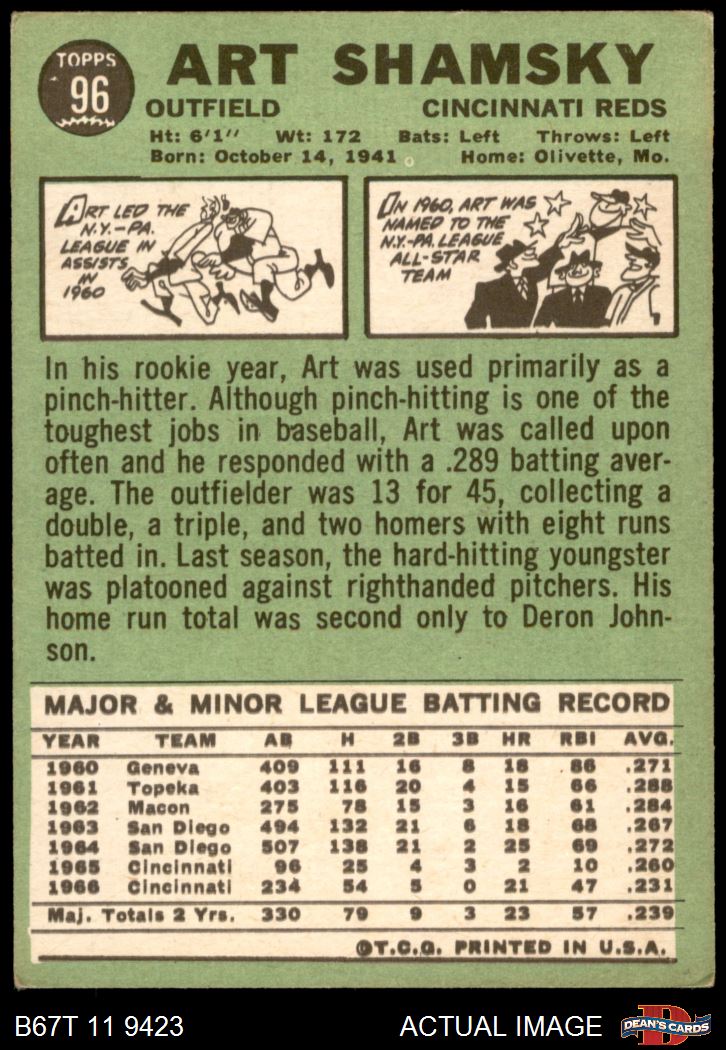 TOPPS
96
ART SHAMSKY
OUTFIELD CINCINNATI REDS
Ht: 6'1" Wt: 172 Bats: Left Throws: Left
Born: October 14, 1941 Home: Olivette, Mo.
ART LED THE
N.Y.-PA.
LEAGUE IN
ASSISTS
IN
1960
IN 1960, ART WAS
NAMED TO THE
N.Y.-PA. LEAGUE
ALL-STAR
TEAM
In his rookie year, Art was used primarily as a
pinch-hitter. Although pinch-hitting is one of the
toughest jobs in baseball, Art was called upon
often and he responded with a .289 batting aver-
age. The outfielder was 13 for 45, collecting a
double, a triple, and two homers with eight runs
batted in. Last season, the hard-hitting youngster
was platooned against righthanded pitchers. His
home run total was second only to Deron John-
son.
MAJOR & MINOR LEAGUE BATTING RECORD
YEAR TEAM AB H 2B 3B HR RBI AVG.
1960 Geneva 409 111 16 8 18 86 .271
1961 Topeka 403 116 20 4 15 66 .288
1962 Macon 275 78 15 3 16 61 .284
1963 San Diego 494 132 21 6 18 68 .267
1964 San Diego 507 138 21 2 25 69 .272
1965 Cincinnati 96 25 4 3 2 10 .260
1966 Cincinnati 234 54 5 0 21 47 .231
Maj. Totals 2 Yrs. 330 79 9 3 23 57 .239
©T.C.G. PRINTED IN U.S.A.
B67T 11 9423 ACTUAL IMAGE D DEAN'S CARDS